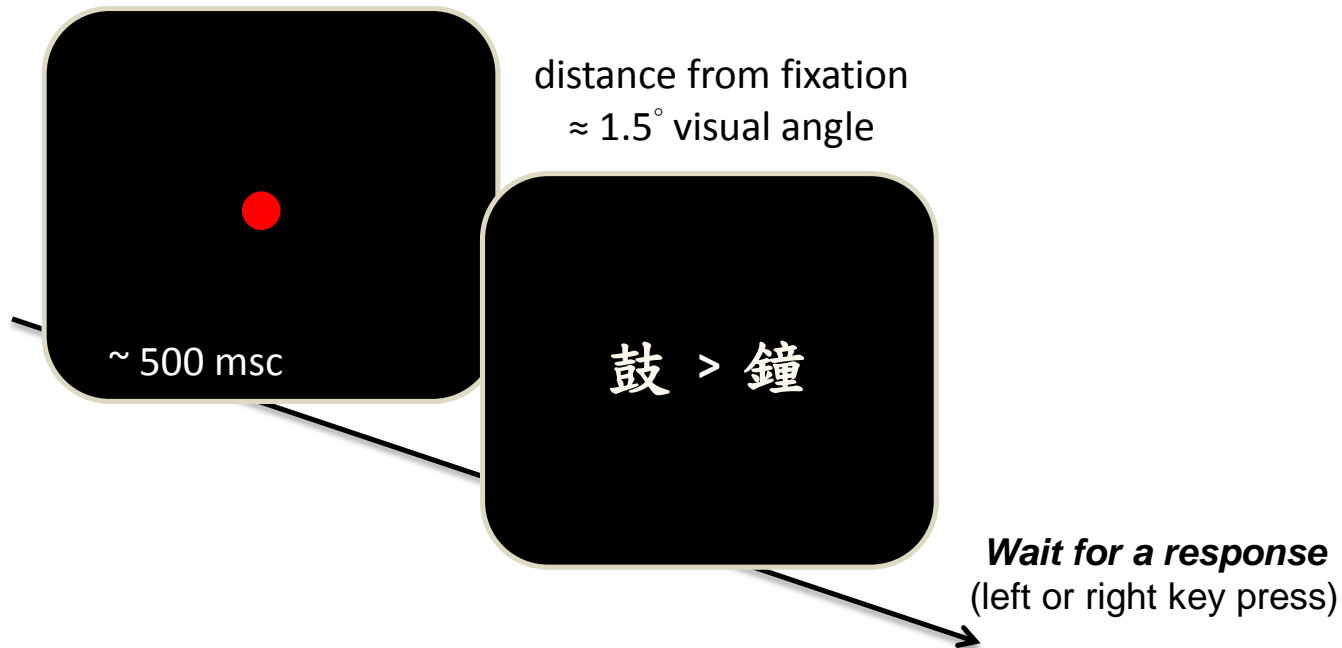 distance from fixation
≈ 1.5° visual angle
~ 500 msc
鼓 > 鐘
Wait for a response
(left or right key press)